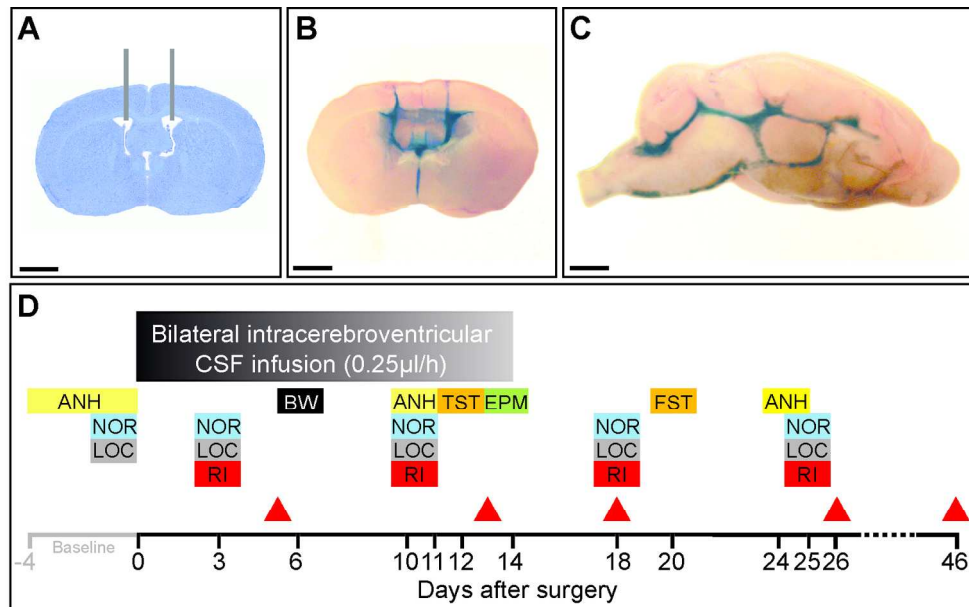 A
B
C
D
Bilateral intracerebroventricular
CSF infusion (0.25µl/h)
ANH
BW
ANH
TST
EPM
FST
ANH
NOR
NOR
NOR
NOR
NOR
LOC
LOC
LOC
LOC
LOC
RI
RI
RI
RI
Baseline
-4
0
3
6
10
11
12
14
18
20
24
25
26
46
Days after surgery